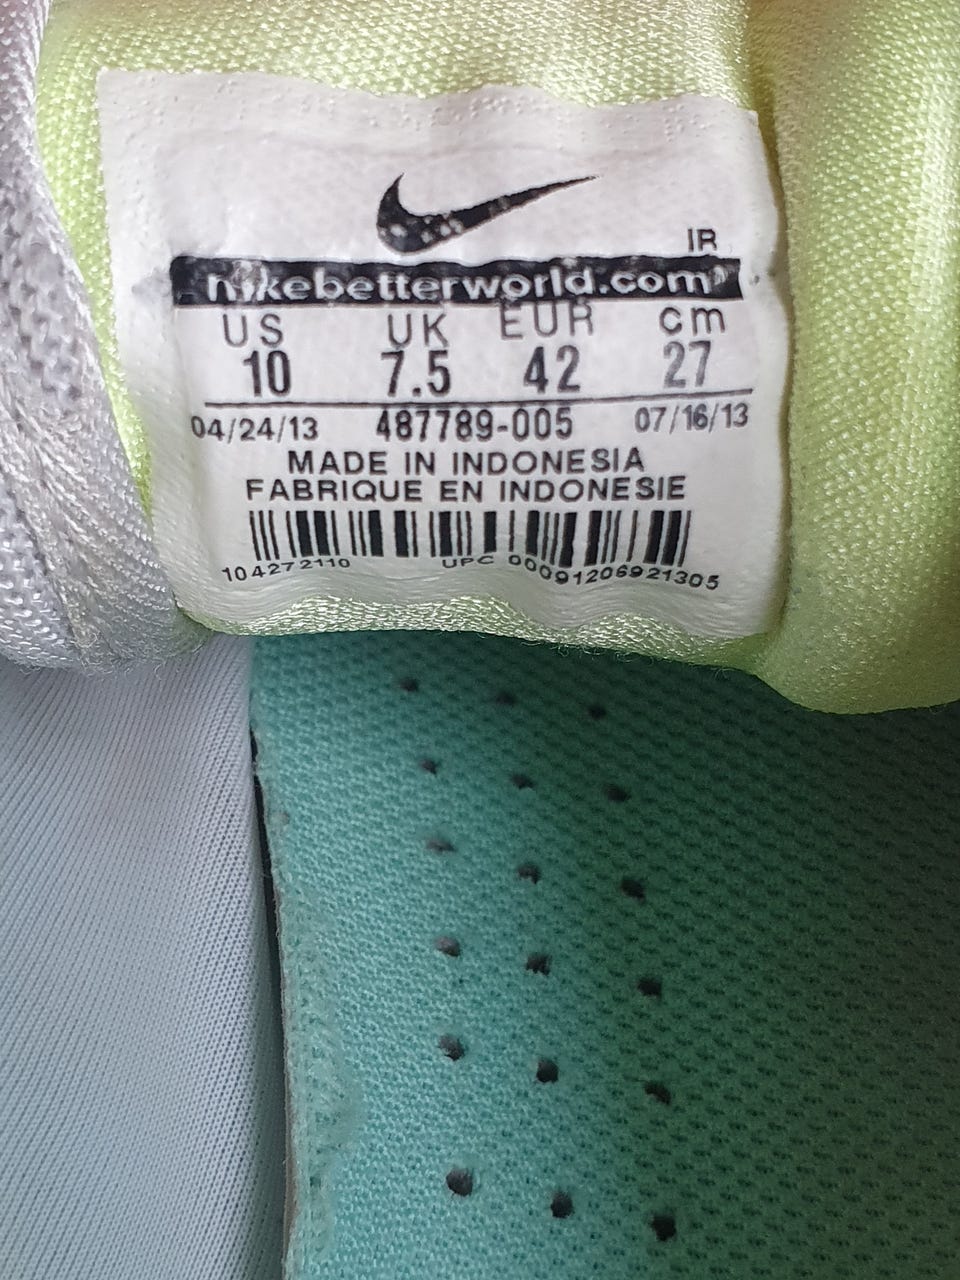 IR
nikebetterworld.com
US UK EUR cm
10 7.5 42 27
04/24/13 487789-005 07/16/13
MADE IN INDONESIA
FABRIQUE EN INDONESIE
104272110 UPC 00091206921305